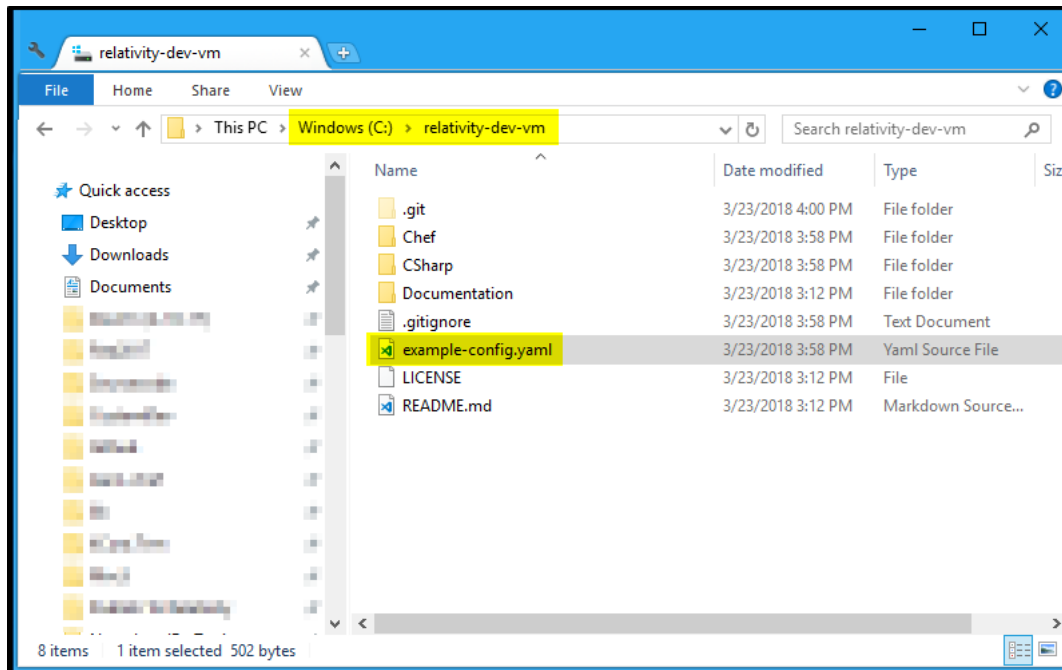 relativity-dev-vm
File Home Share View
This PC > Windows (C:) > relativity-dev-vm Search relativity-dev-vm
Name Date modified Type Siz
Quick access
Desktop
Downloads
Documents
.git 3/23/2018 4:00 PM File folder
Chef 3/23/2018 3:58 PM File folder
CSharp 3/23/2018 3:58 PM File folder
Documentation 3/23/2018 3:12 PM File folder
.gitignore 3/23/2018 3:58 PM Text Document
example-config.yaml 3/23/2018 3:58 PM Yaml Source File
LICENSE 3/23/2018 3:12 PM File
README.md 3/23/2018 3:12 PM Markdown Source...
8 items 1 item selected 502 bytes